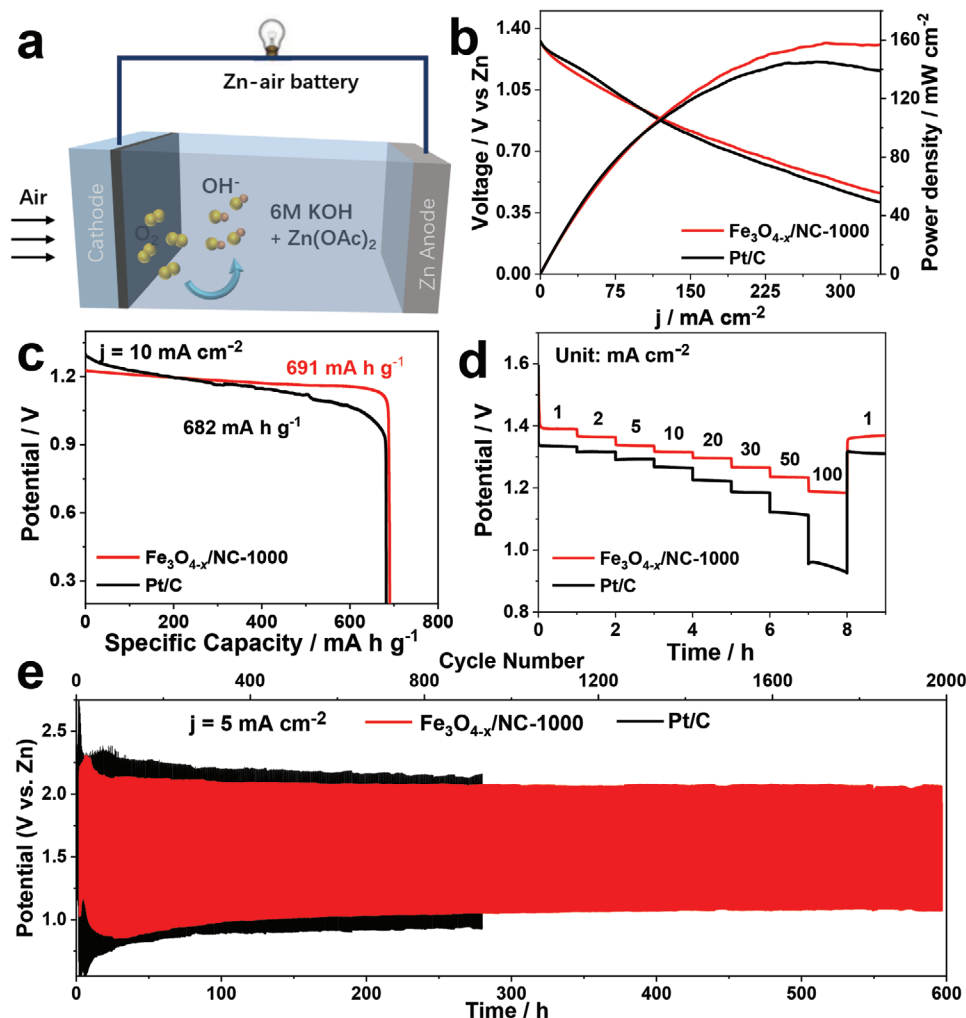 a
Zn-air battery
Air
Cathode
O2
OH-
6M KOH
+ Zn(OAc)2
Zn Anode
b
Voltage / V vs Zn
1.40
1.05
0.70
0.35
0.00
0
75
150
225
300
j / mA cm-2
160
120
80
40
0
Power density / mW cm-2
Fe3O4-x/NC-1000
Pt/C
c
j = 10 mA cm-2
691 mA h g-1
682 mA h g-1
Potential / V
1.2
0.9
0.6
0.3
Fe3O4-x/NC-1000
Pt/C
0
200
400
600
800
Specific Capacity / mA h g-1
d
Unit: mA cm-2
Potential / V
1.6
1.4
1.2
1.0
0.8
1
2
5
10
20
30
50
100
1
Fe3O4-x/NC-1000
Pt/C
0
2
4
6
8
Time / h
e
Cycle Number
0
400
800
1200
1600
2000
j = 5 mA cm-2
Fe3O4-x/NC-1000
Pt/C
Potential (V vs. Zn)
2.5
2.0
1.5
1.0
0
100
200
300
400
500
600
Time / h